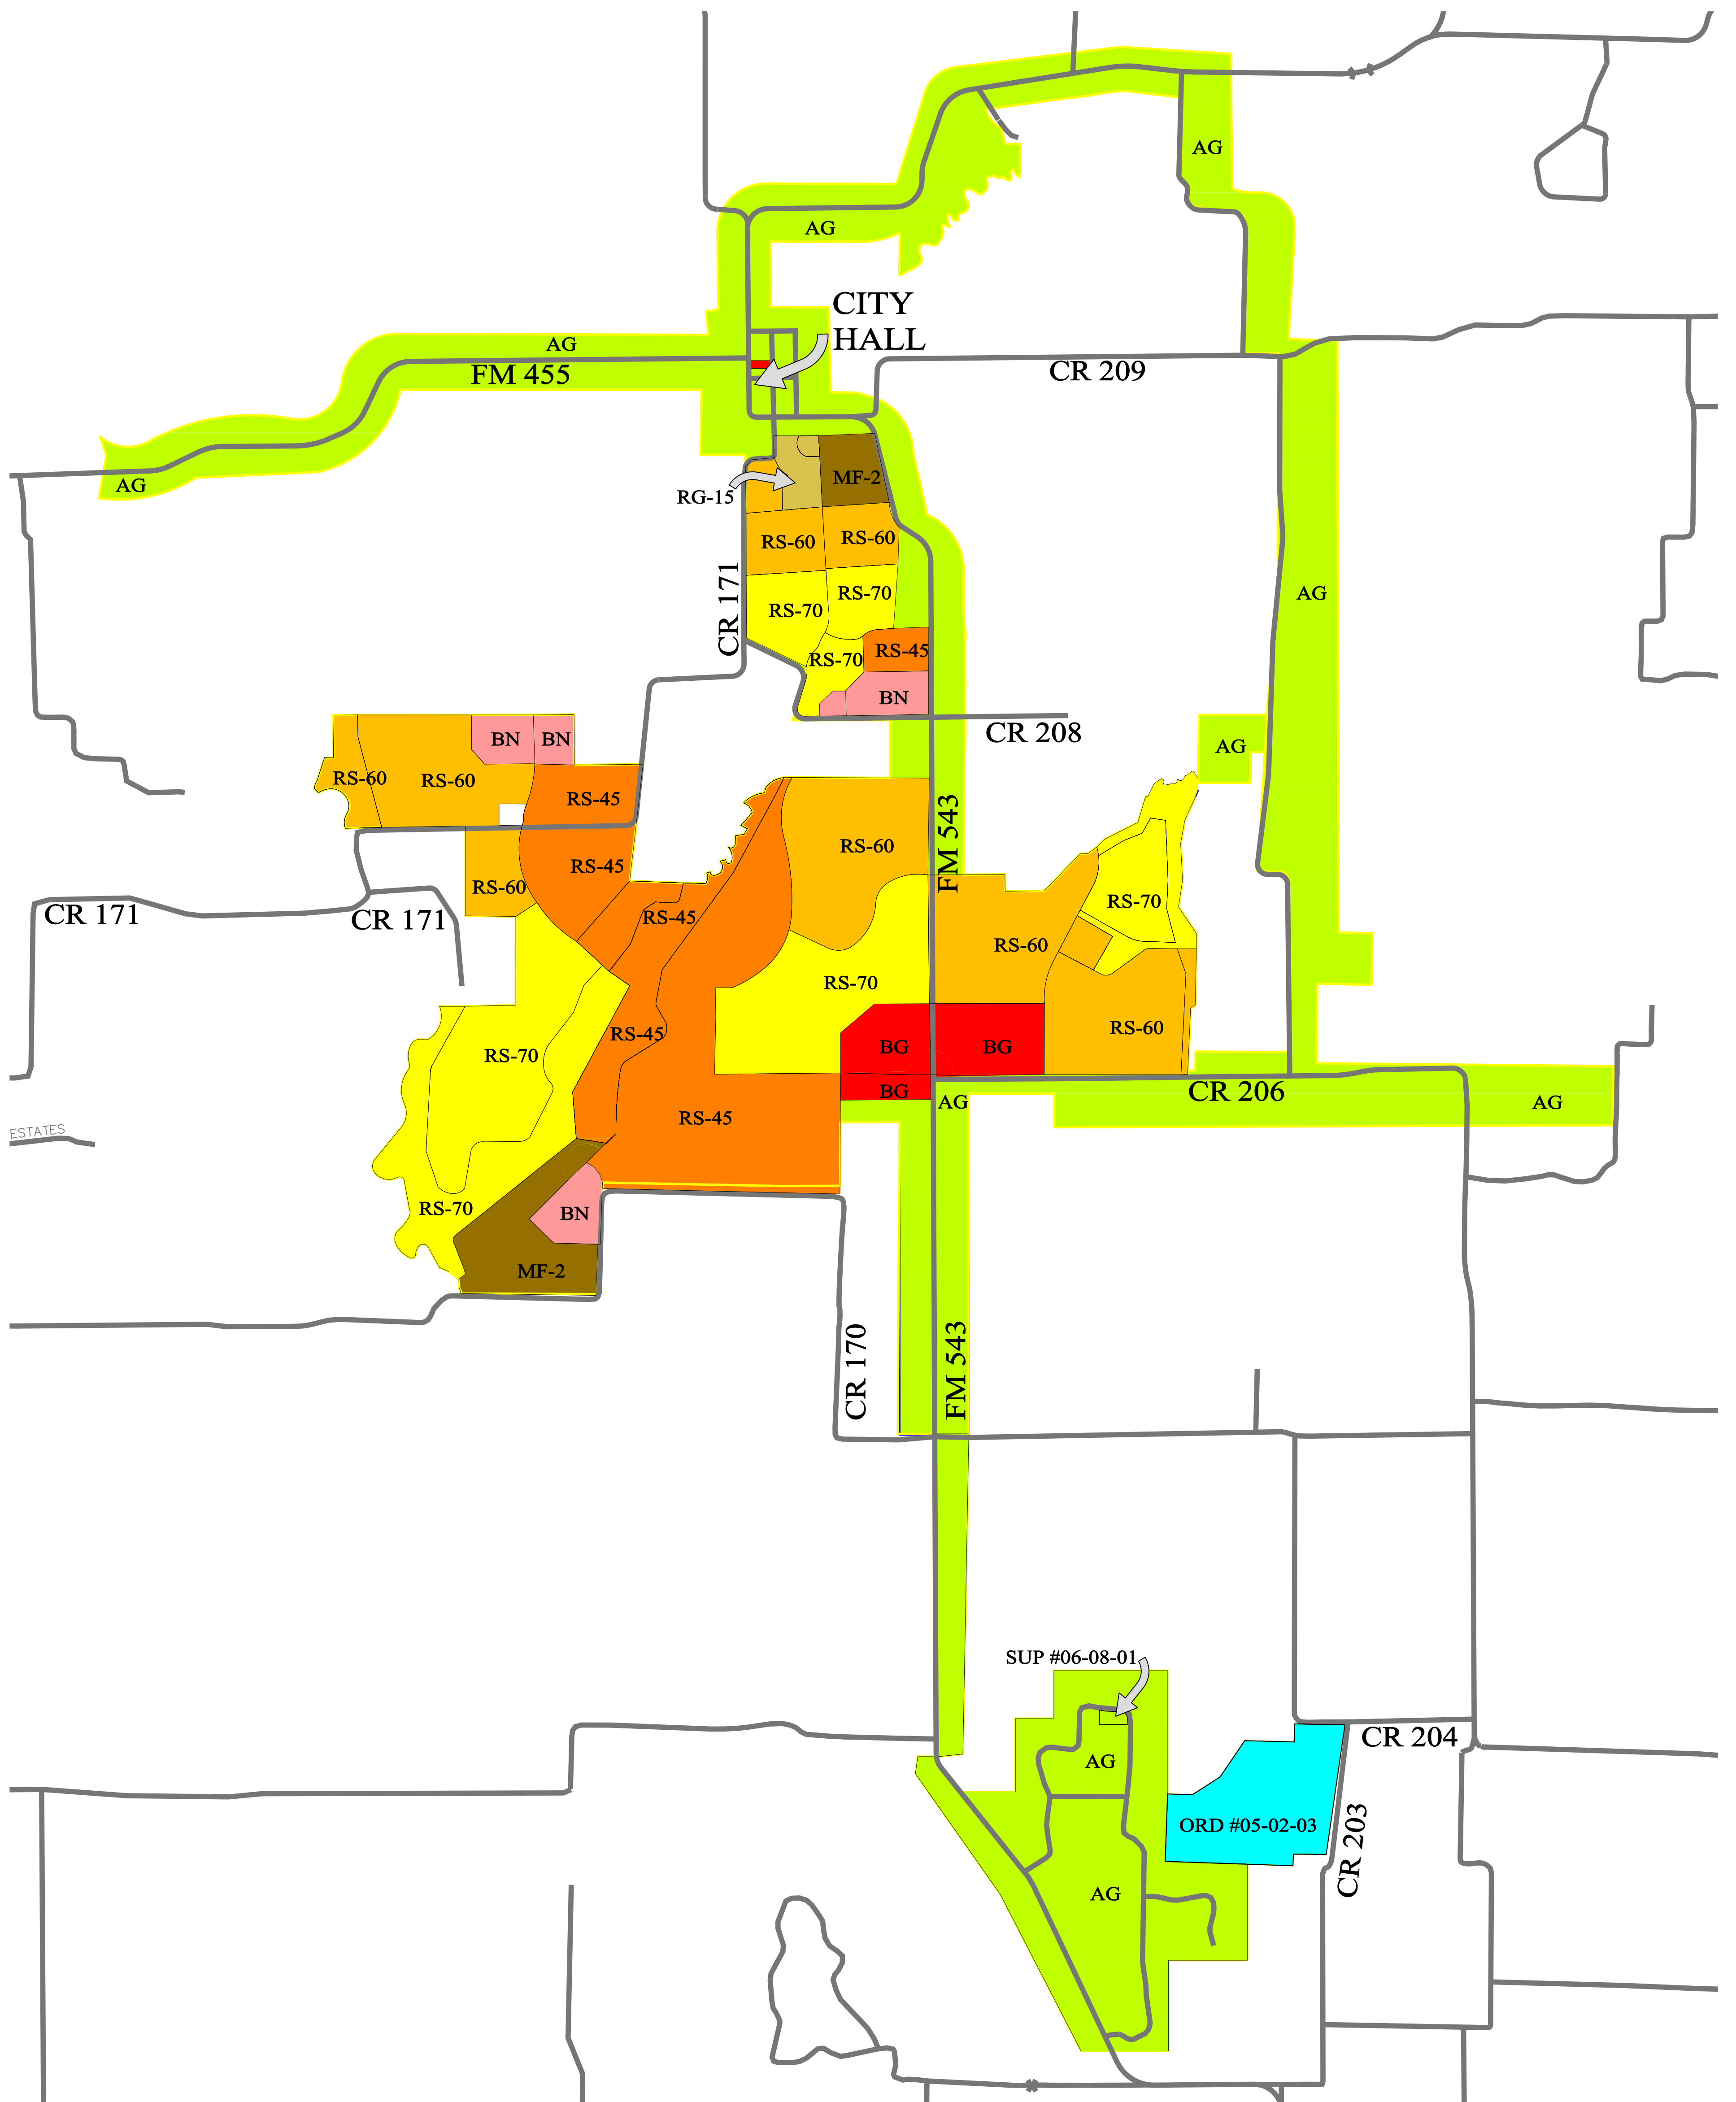 AG
AG
CITY
HALL
AG
FM 455
CR 209
AG
MF-2
RG-15
RS-60
RS-60
CR 171
RS-70
RS-70
AG
RS-70
RS-45
BN
CR 208
BN
BN
AG
RS-60
RS-60
RS-45
FM 543
RS-60
RS-45
RS-60
RS-70
CR 171
CR 171
RS-45
RS-60
RS-70
RS-45
RS-70
BG
BG
RS-60
BG
AG
CR 206
AG
RS-45
ESTATES
RS-70
BN
MF-2
CR 170
FM 543
SUP #06-08-01
AG
CR 204
ORD #05-02-03
CR 203
AG